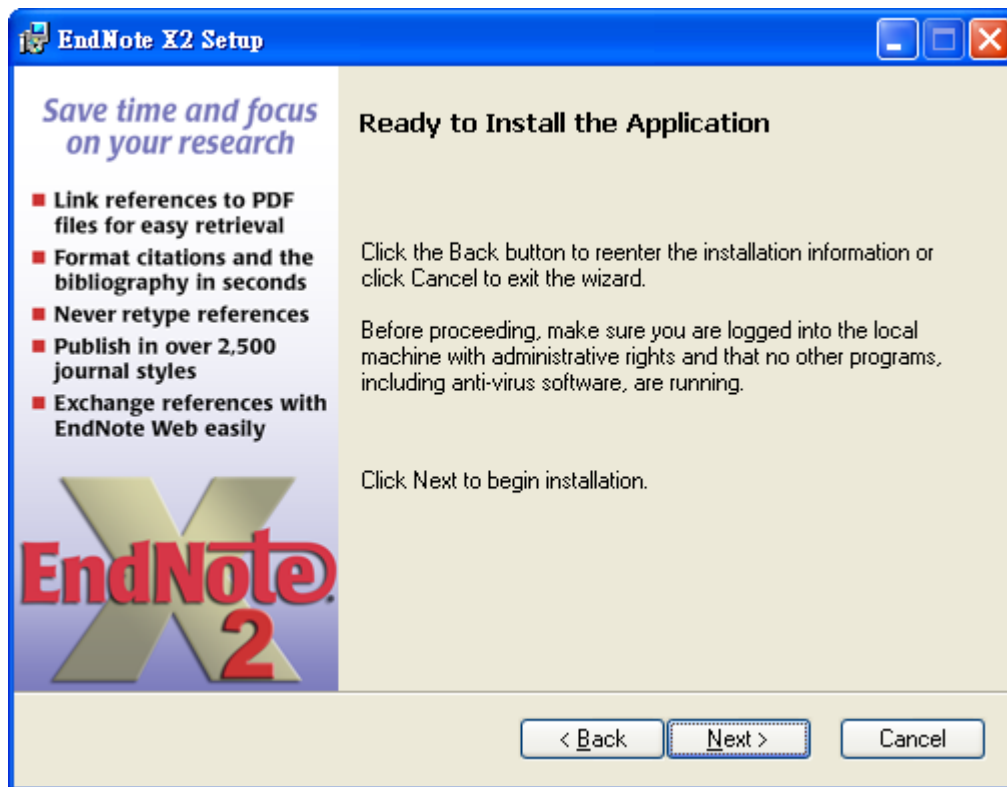 EndNote X2 Setup
Save time and focus
on your research
Link references to PDF
files for easy retrieval
Format citations and the
bibliography in seconds
Never retype references
Publish in over 2,500
journal styles
Exchange references with
EndNote Web easily
X
EndNote
2
Ready to Install the Application
Click the Back button to reenter the installation information or
click Cancel to exit the wizard.
Before proceeding, make sure you are logged into the local
machine with administrative rights and that no other programs,
including anti-virus software, are running.
Click Next to begin installation.
< Back
Next >
Cancel